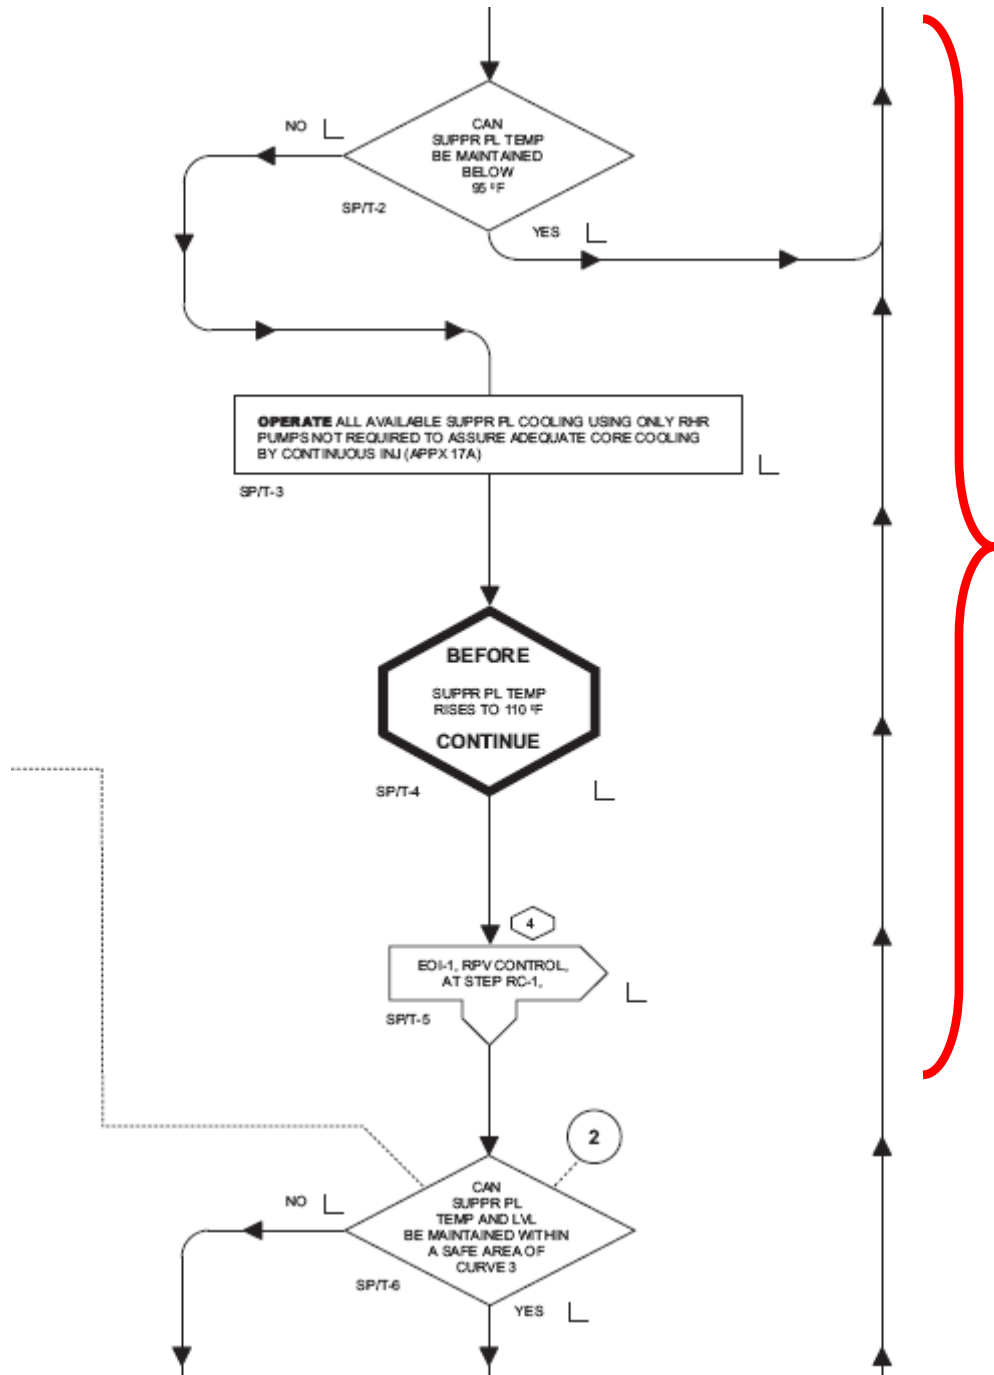 CAN
SUPPR PL TEMP
BE MAINTAINED
BELOW
95 ºF
NO
SP/T-2
YES
OPERATE ALL AVAILABLE SUPPR PL COOLING USING ONLY RHR
PUMPS NOT REQUIRED TO ASSURE ADEQUATE CORE COOLING
BY CONTINUOUS INJ (APPX 17A)
SP/T-3
BEFORE
SUPPR PL TEMP
RISES TO 110 ºF
CONTINUE
SP/T-4
4
EOI-1, RPV CONTROL,
AT STEP RC-1,
SP/T-5
2
CAN
SUPPR PL
TEMP AND LVL
BE MAINTAINED WITHIN
A SAFE AREA OF
CURVE 3
NO
SP/T-6
YES